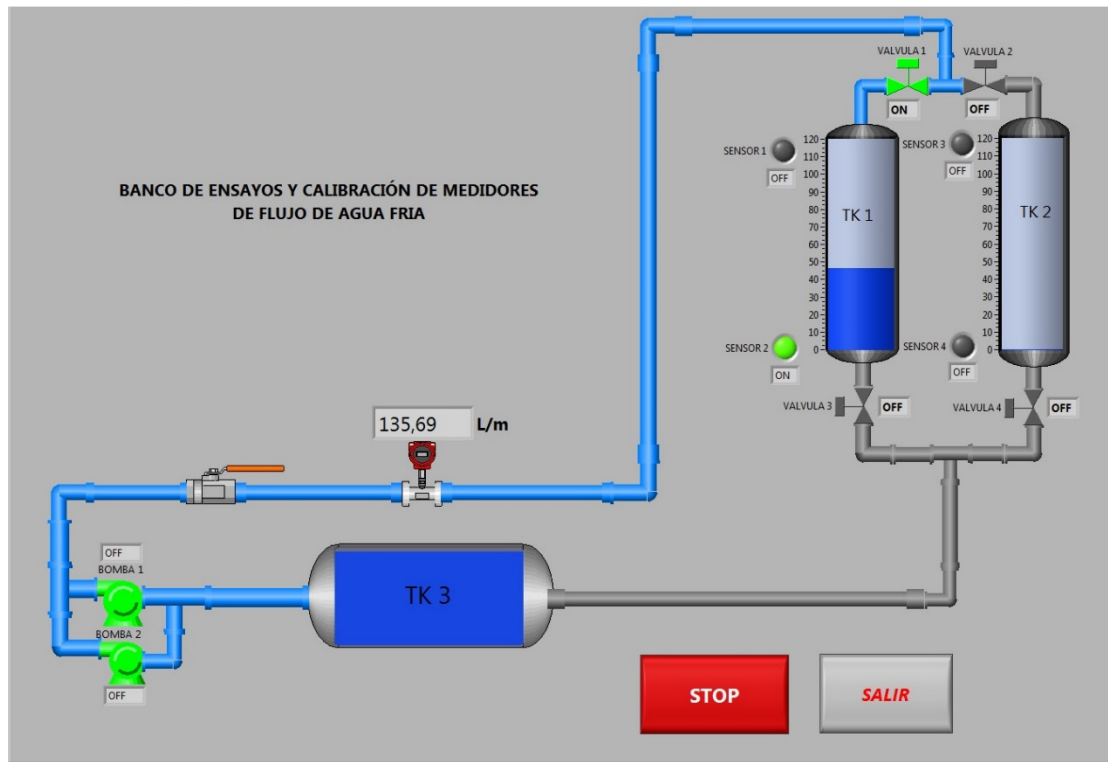 VALVULA 1
VALVULA 2
ON
OFF
SENSOR 1
OFF
SENSOR 3
OFF
120
110
100
90
80
70
60
50
40
30
20
10
0
120
110
100
90
80
70
60
50
40
30
20
10
0
BANCO DE ENSAYOS Y CALIBRACIÓN DE MEDIDORES
DE FLUJO DE AGUA FRIA
TK 1
TK 2
SENSOR 2
ON
SENSOR 4
OFF
VALVULA 3
OFF
VALVULA 4
OFF
135,69 L/m
OFF
BOMBA 1
BOMBA 2
OFF
TK 3
STOP
SALIR